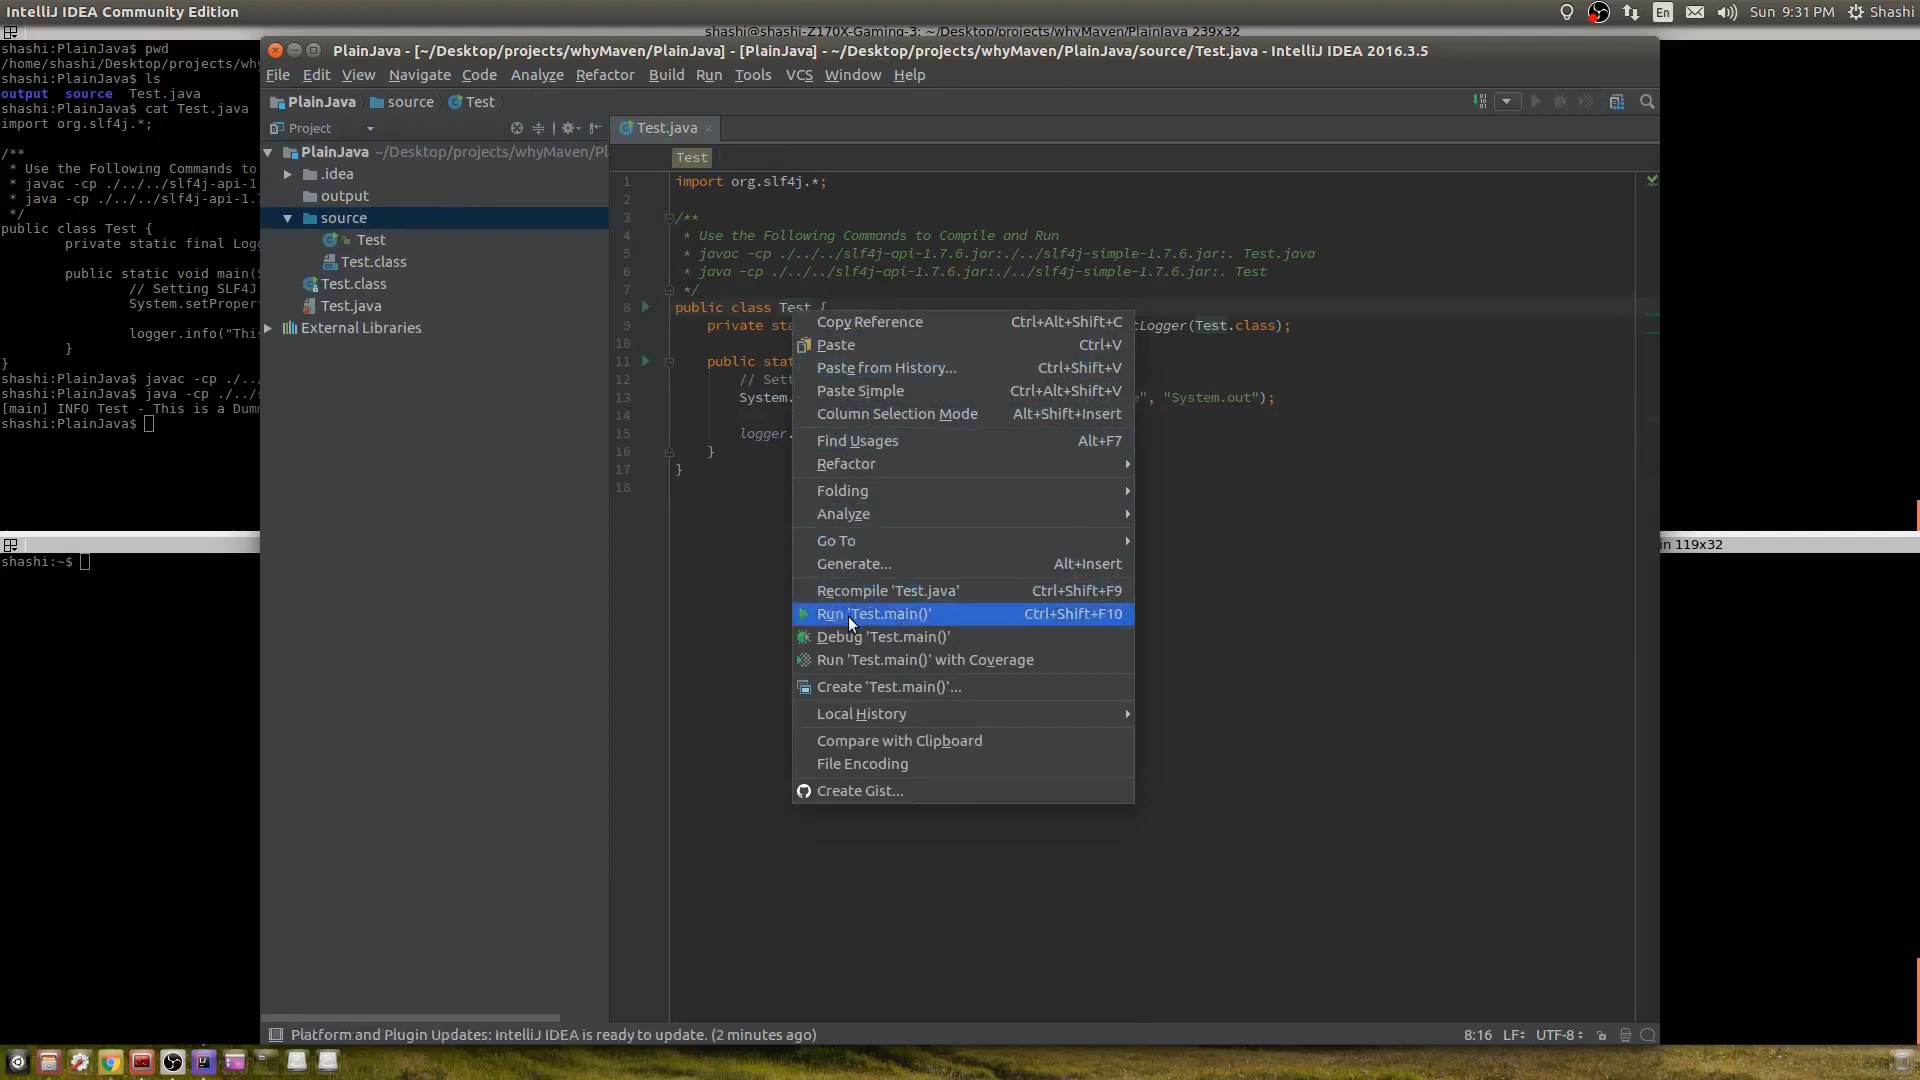 IntelliJ IDEA Community Edition
En
Sun 9:31 PM
Shashi
shashi@shashi-Z170X-Gaming-3: ~/Desktop/projects/whyMaven/PlainJava 239x32
shashi:PlainJava$ pwd
/home/shashi/Desktop/projects/why
shashi:PlainJava$ ls
output source Test.java
shashi:PlainJava$ cat Test.java
import org.slf4j.*;
/**
* Use the Following Commands to
* javac -cp ./../../slf4j-api-1
* java -cp ./../../slf4j-api-1.
*/
public class Test {
private static final Log
public static void main(
// Setting SLF4J
System.setProper
logger.info("Thi
}
}
shashi:PlainJava$ javac -cp ./..
shashi:PlainJava$ java -cp ./../
[main] INFO Test - This is a Dum
shashi:PlainJava$
shashi:~$
in 119x32
PlainJava - [~/Desktop/projects/whyMaven/PlainJava] - [PlainJava] - ~/Desktop/projects/whyMaven/PlainJava/source/Test.java - IntelliJ IDEA 2016.3.5
File Edit View Navigate Code Analyze Refactor Build Run Tools VCS Window Help
PlainJava source Test
Project
PlainJava ~/Desktop/projects/whyMaven/Pl
.idea
output
source
Test
Test.class
Test.class
Test.java
External Libraries
Test.java
Test
1 import org.slf4j.*;
2
3 /**
4 * Use the Following Commands to Compile and Run
5 * javac -cp ./../../slf4j-api-1.7.6.jar:./../slf4j-simple-1.7.6.jar:. Test.java
6 * java -cp ./../../slf4j-api-1.7.6.jar:./../slf4j-simple-1.7.6.jar:. Test
7 */
8 public class Test {
9 private sta tLogger(Test.class);
10
11 public stat
12 // Sett
13 System. e", "System.out");
14
15 logger.
16 }
17 }
18
Copy Reference Ctrl+Alt+Shift+C
Paste Ctrl+V
Paste from History... Ctrl+Shift+V
Paste Simple Ctrl+Alt+Shift+V
Column Selection Mode Alt+Shift+Insert
Find Usages Alt+F7
Refactor
Folding
Analyze
Go To
Generate... Alt+Insert
Recompile 'Test.java' Ctrl+Shift+F9
Run 'Test.main()' Ctrl+Shift+F10
Debug 'Test.main()'
Run 'Test.main()' with Coverage
Create 'Test.main()'...
Local History
Compare with Clipboard
File Encoding
Create Gist...
Platform and Plugin Updates: IntelliJ IDEA is ready to update. (2 minutes ago)
8:16 LF UTF-8